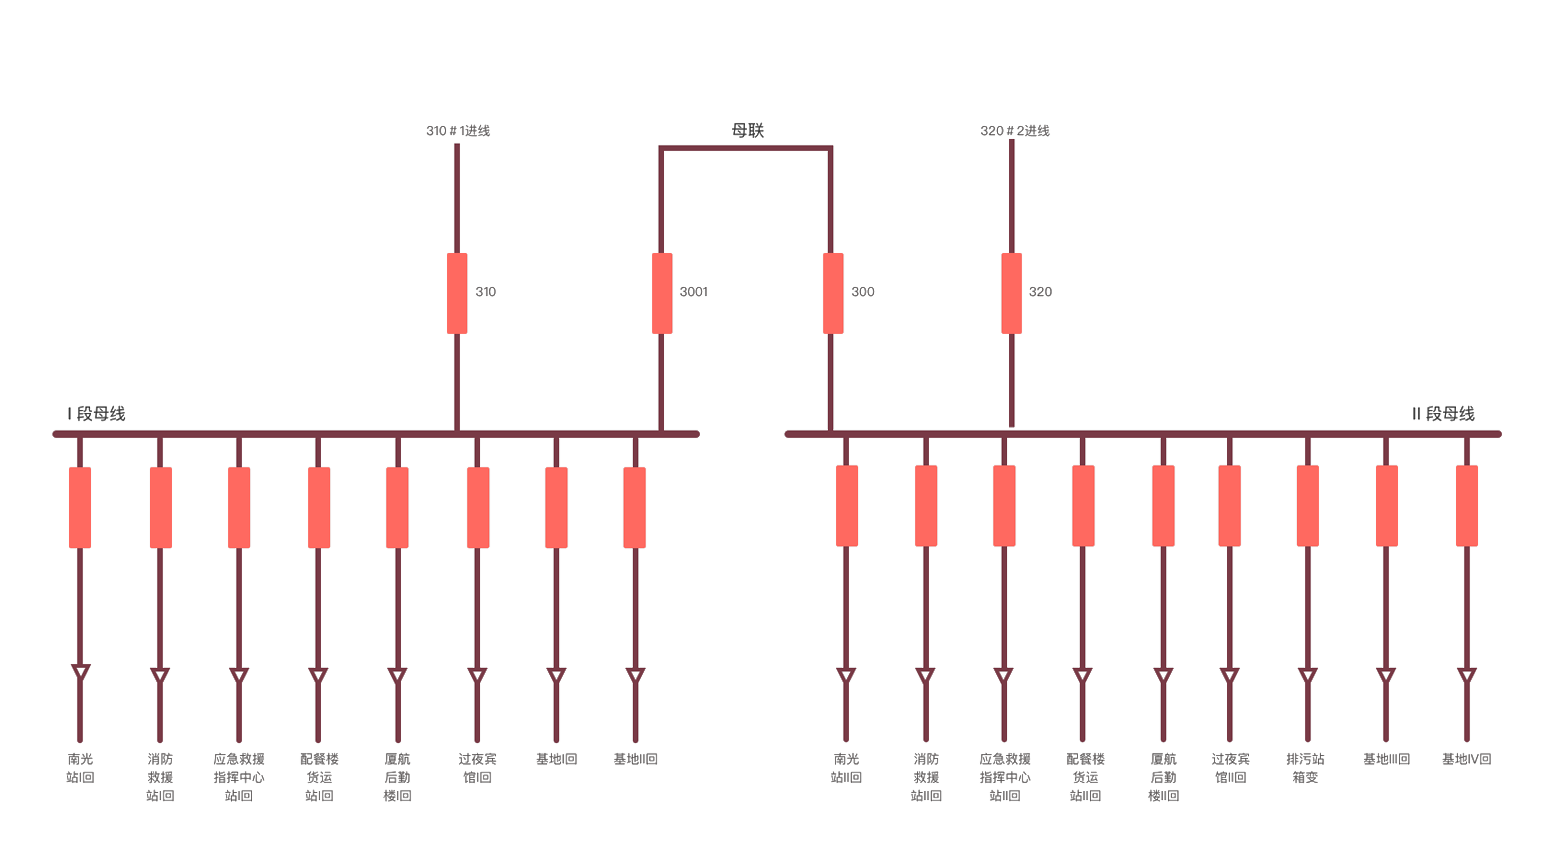 310 # 1进线
母联
320 # 2进线
310
3001
300
320
I 段母线
II 段母线
南光
站I回
消防
救援
站I回
应急救援
指挥中心
站I回
配餐楼
货运
站I回
厦航
后勤
楼I回
过夜宾
馆I回
基地I回
基地II回
南光
站II回
消防
救援
站II回
应急救援
指挥中心
站II回
配餐楼
货运
站II回
厦航
后勤
楼II回
过夜宾
馆II回
排污站
箱变
基地III回
基地IV回